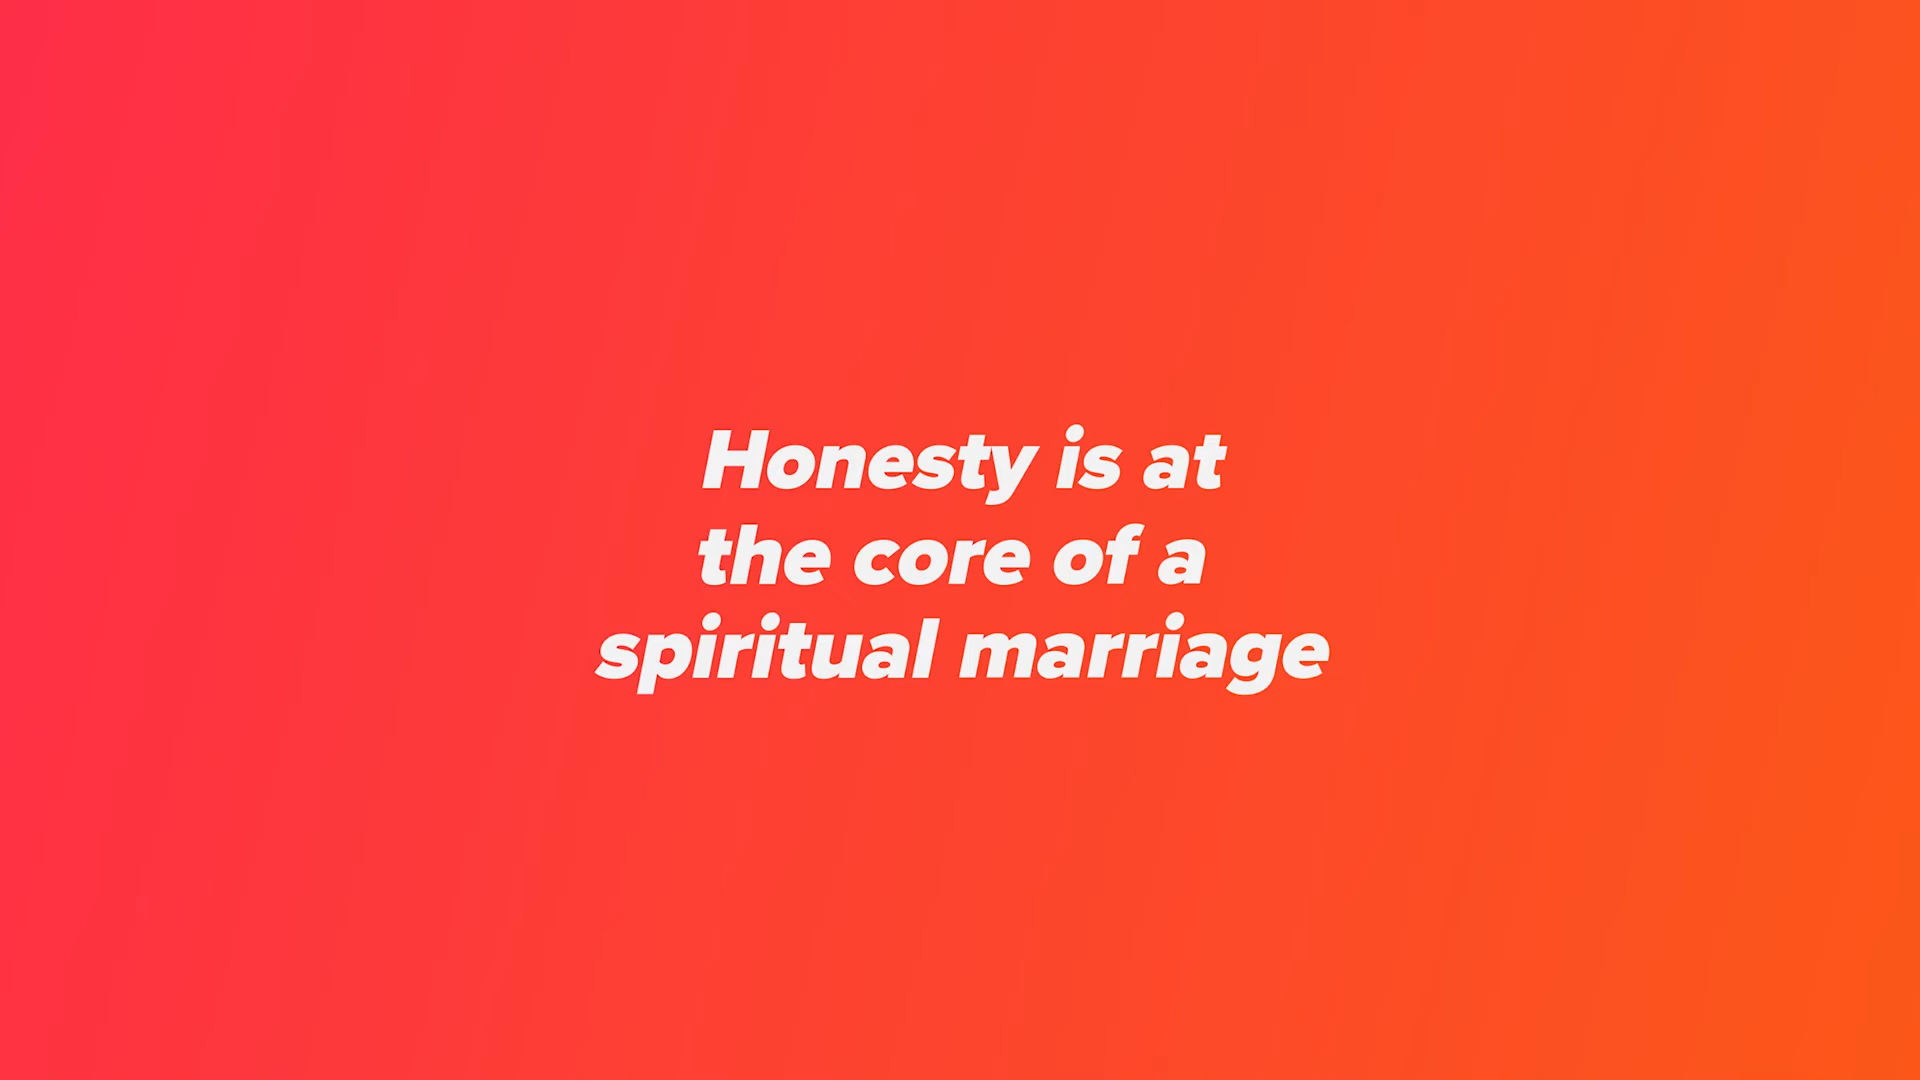 Honesty is at
the core of a
spiritual marriage